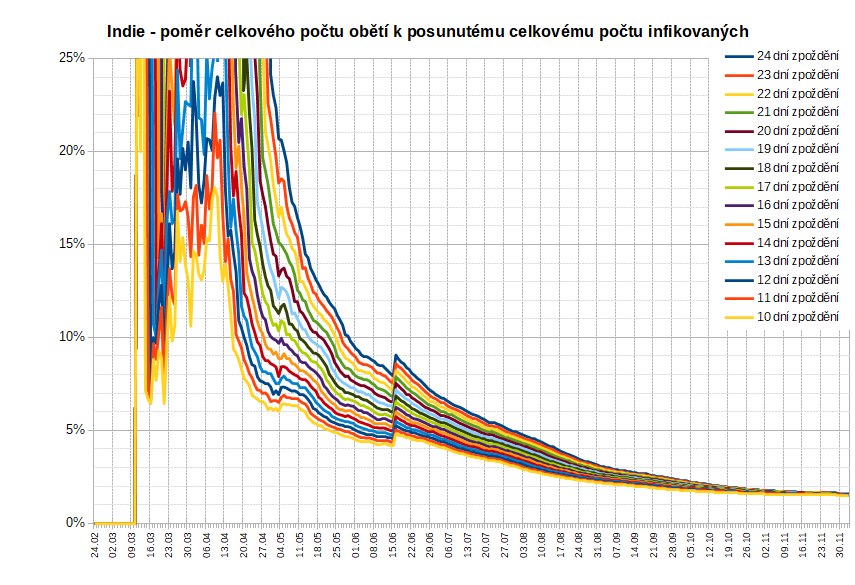 Indie - poměr celkového počtu obětí k posunutému celkovému počtu infikovaných
25%
20%
15%
10%
5%
0%
24 dní zpoždění
23 dní zpoždění
22 dní zpoždění
21 dní zpoždění
20 dní zpoždění
19 dní zpoždění
18 dní zpoždění
17 dní zpoždění
16 dní zpoždění
15 dní zpoždění
14 dní zpoždění
13 dní zpoždění
12 dní zpoždění
11 dní zpoždění
10 dní zpoždění
24.02
02.03
09.03
16.03
23.03
30.03
06.04
13.04
20.04
27.04
04.05
11.05
18.05
25.05
01.06
08.06
15.06
22.06
29.06
06.07
13.07
20.07
27.07
03.08
10.08
17.08
24.08
31.08
07.09
14.09
21.09
28.09
05.10
12.10
19.10
26.10
02.11
09.11
16.11
23.11
30.11